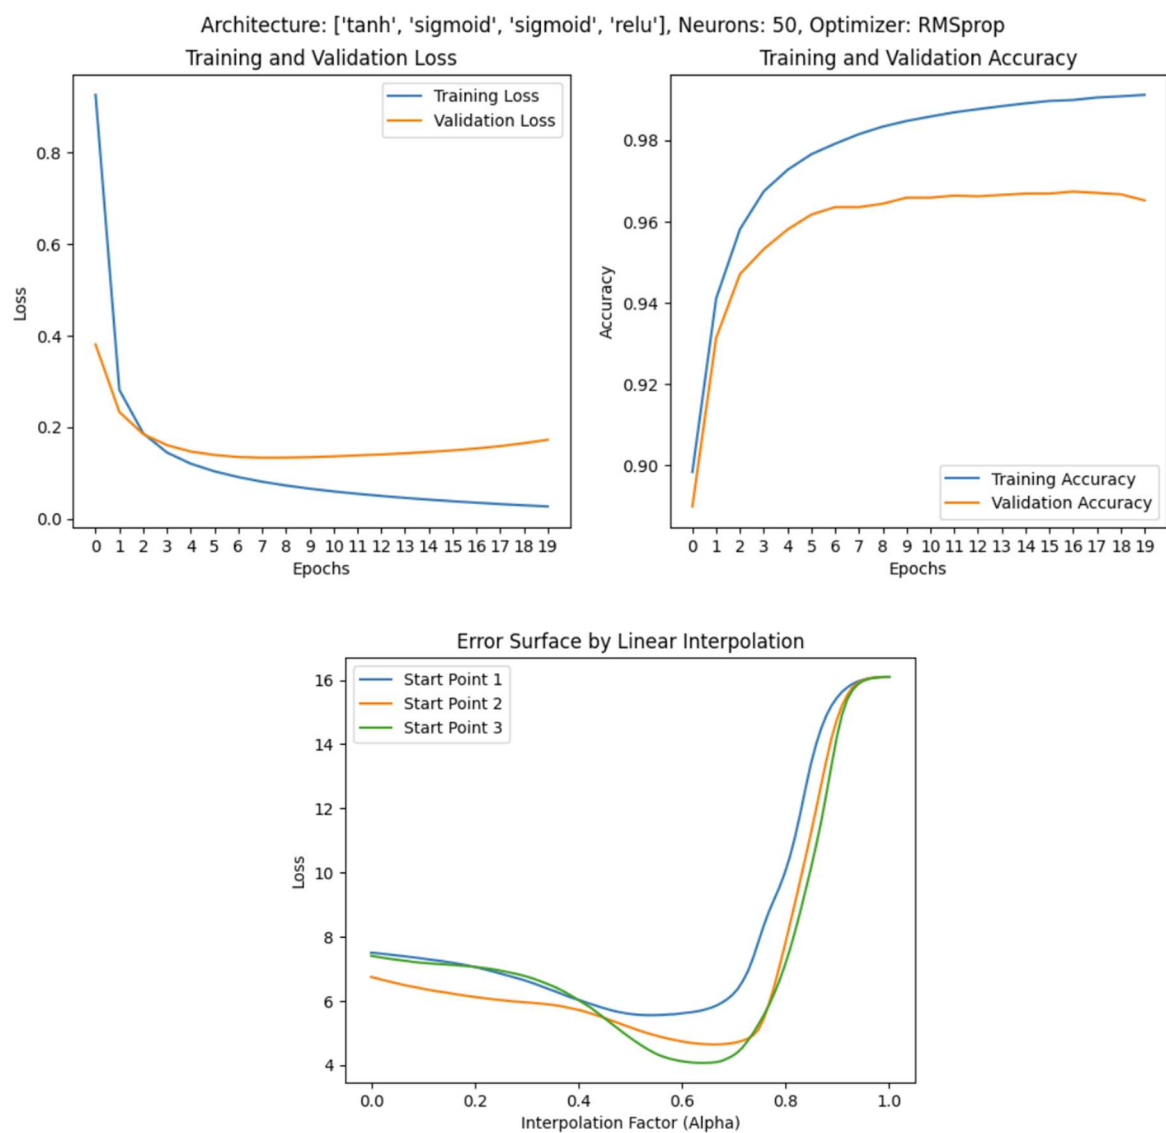 Architecture: ['tanh', 'sigmoid', 'sigmoid', 'relu'], Neurons: 50, Optimizer: RMSprop
Training and Validation Loss
Training Loss
Validation Loss
0.8
0.6
0.4
0.2
0.0
Loss
0 1 2 3 4 5 6 7 8 9 10 11 12 13 14 15 16 17 18 19
Epochs
Training and Validation Accuracy
0.98
0.96
0.94
0.92
0.90
Accuracy
Training Accuracy
Validation Accuracy
0 1 2 3 4 5 6 7 8 9 10 11 12 13 14 15 16 17 18 19
Epochs
Error Surface by Linear Interpolation
Start Point 1
Start Point 2
Start Point 3
16
14
12
10
8
6
4
Loss
0.0 0.2 0.4 0.6 0.8 1.0
Interpolation Factor (Alpha)